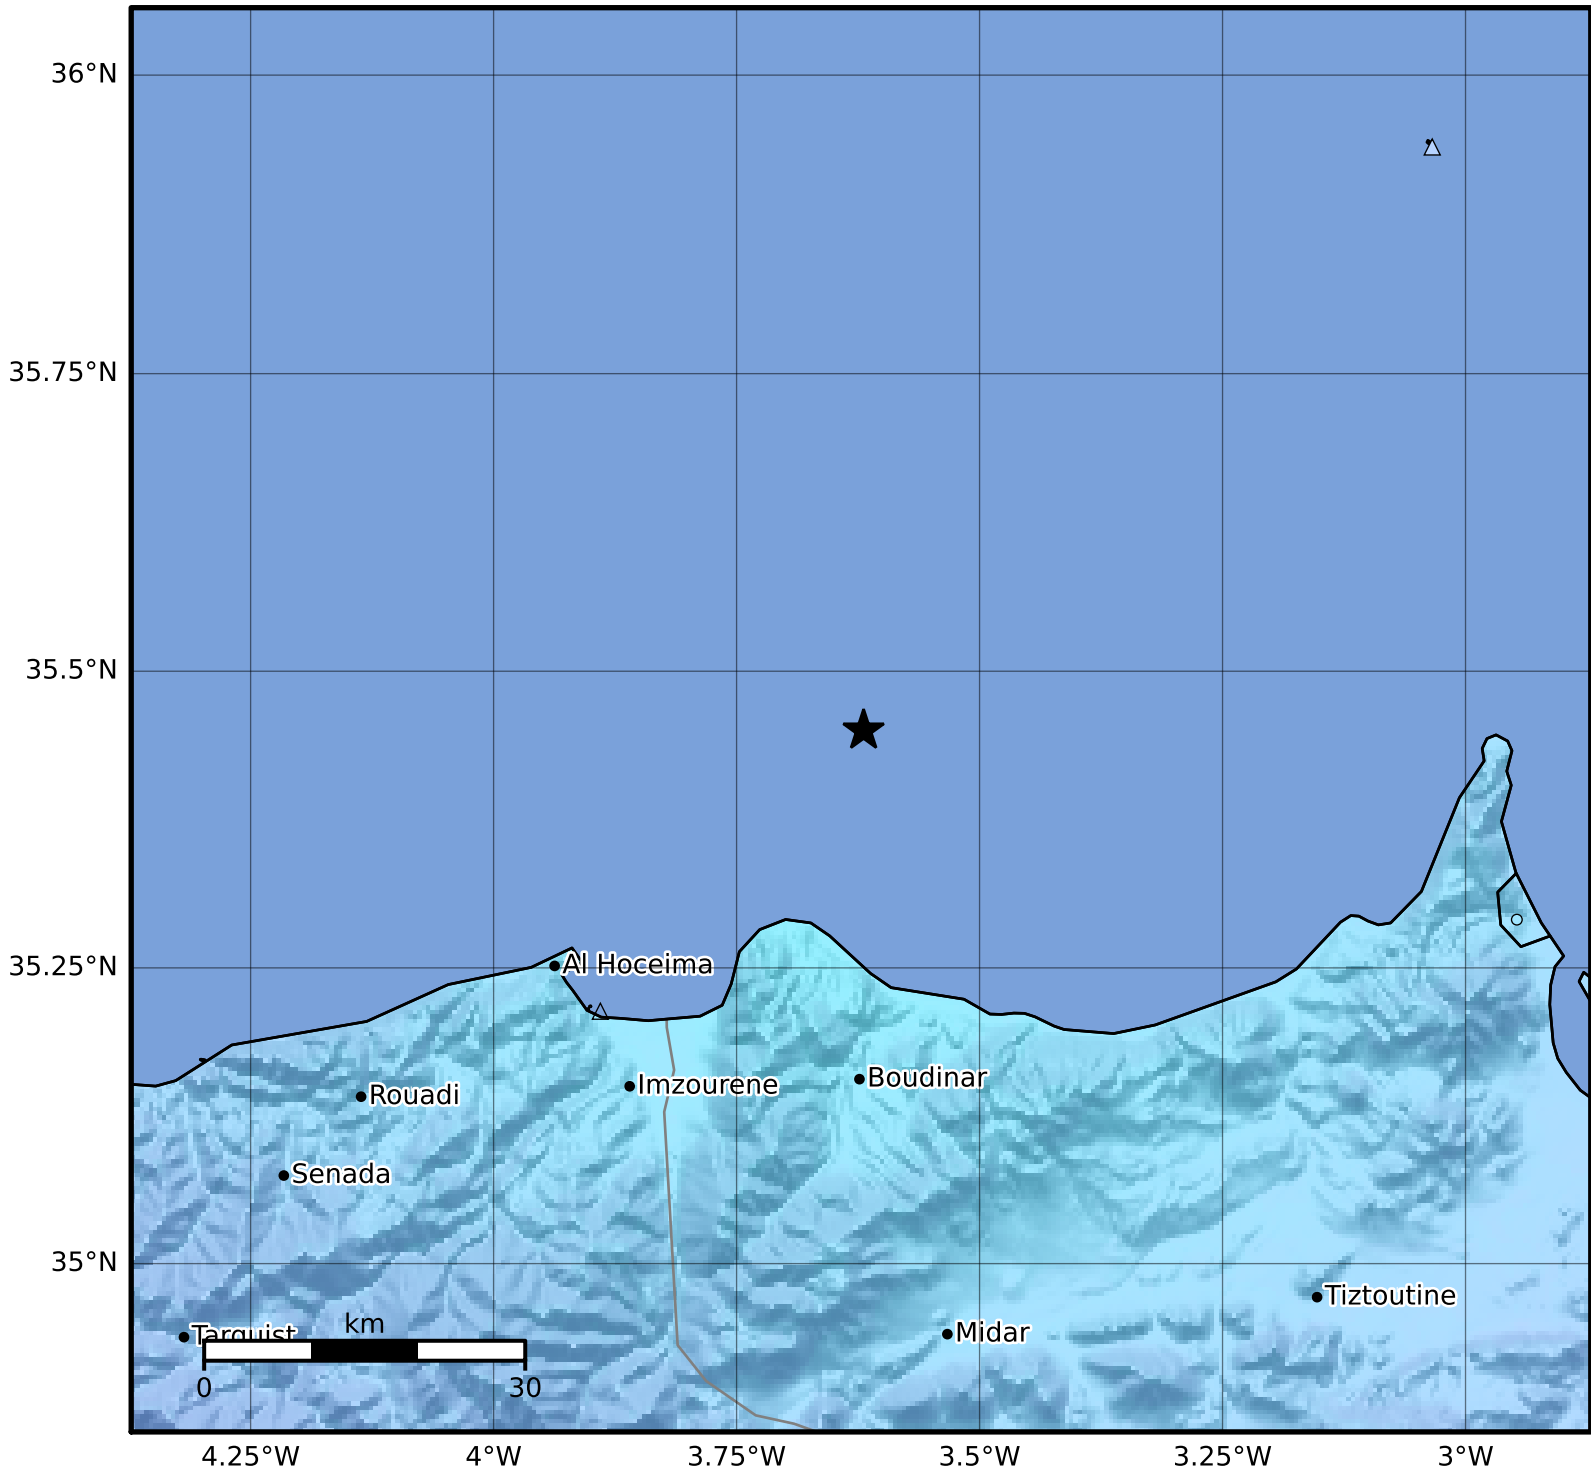 36°N
35.75°N
35.5°N
35.25°N
35°N
Al Hoceima
Imzourene
Boudinar
Rouadi
Senada
Tiztoutine
Midar
Targuist
km
0 30
4.25°W 4°W 3.75°W 3.5°W 3.25°W 3°W